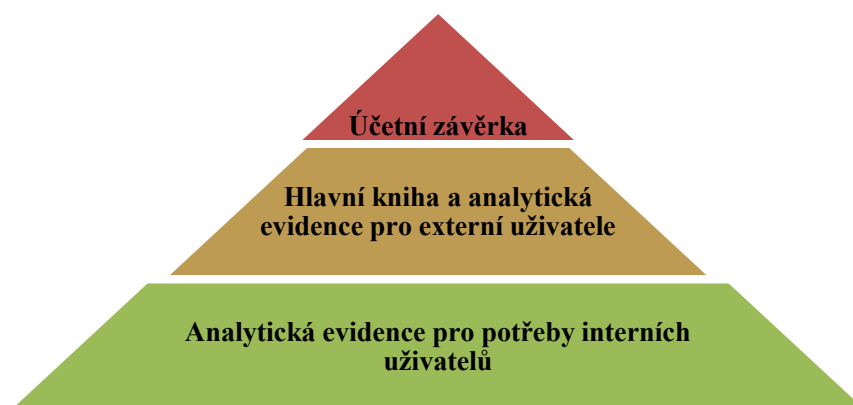 Účetní závěrka
Hlavní kniha a analytická
evidence pro externí uživatele
Analytická evidence pro potřeby interních
uživatelů